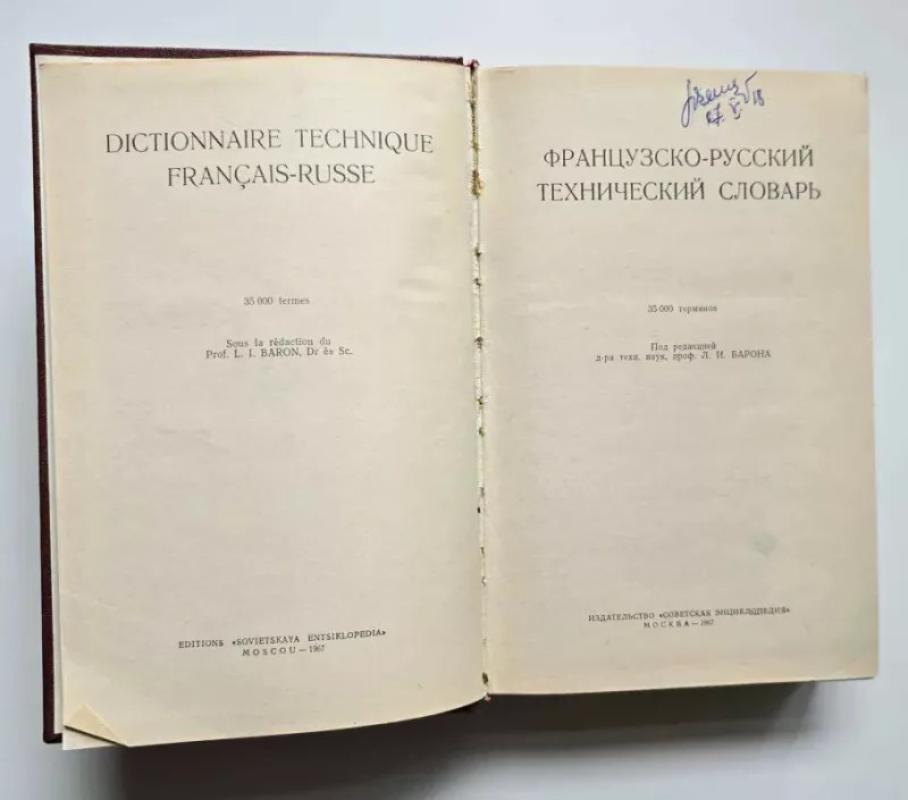 DICTIONNAIRE TECHNIQUE
FRANÇAIS-RUSSE
35 000 termes
Sous la rédaction du
Prof. L. I. BARON, Dr ès Sc.
EDITIONS «SOVIETSKAYA ENTSIKLOPEDIA»
MOSCOU — 1967
ФРАНЦУЗСКО-РУССКИЙ
ТЕХНИЧЕСКИЙ СЛОВАРЬ
35 000 терминов
Под редакцией
д-ра техн. наук, проф. Л. И. БАРОНА
ИЗДАТЕЛЬСТВО «СОВЕТСКАЯ ЭНЦИКЛОПЕДИЯ»
МОСКВА — 1967